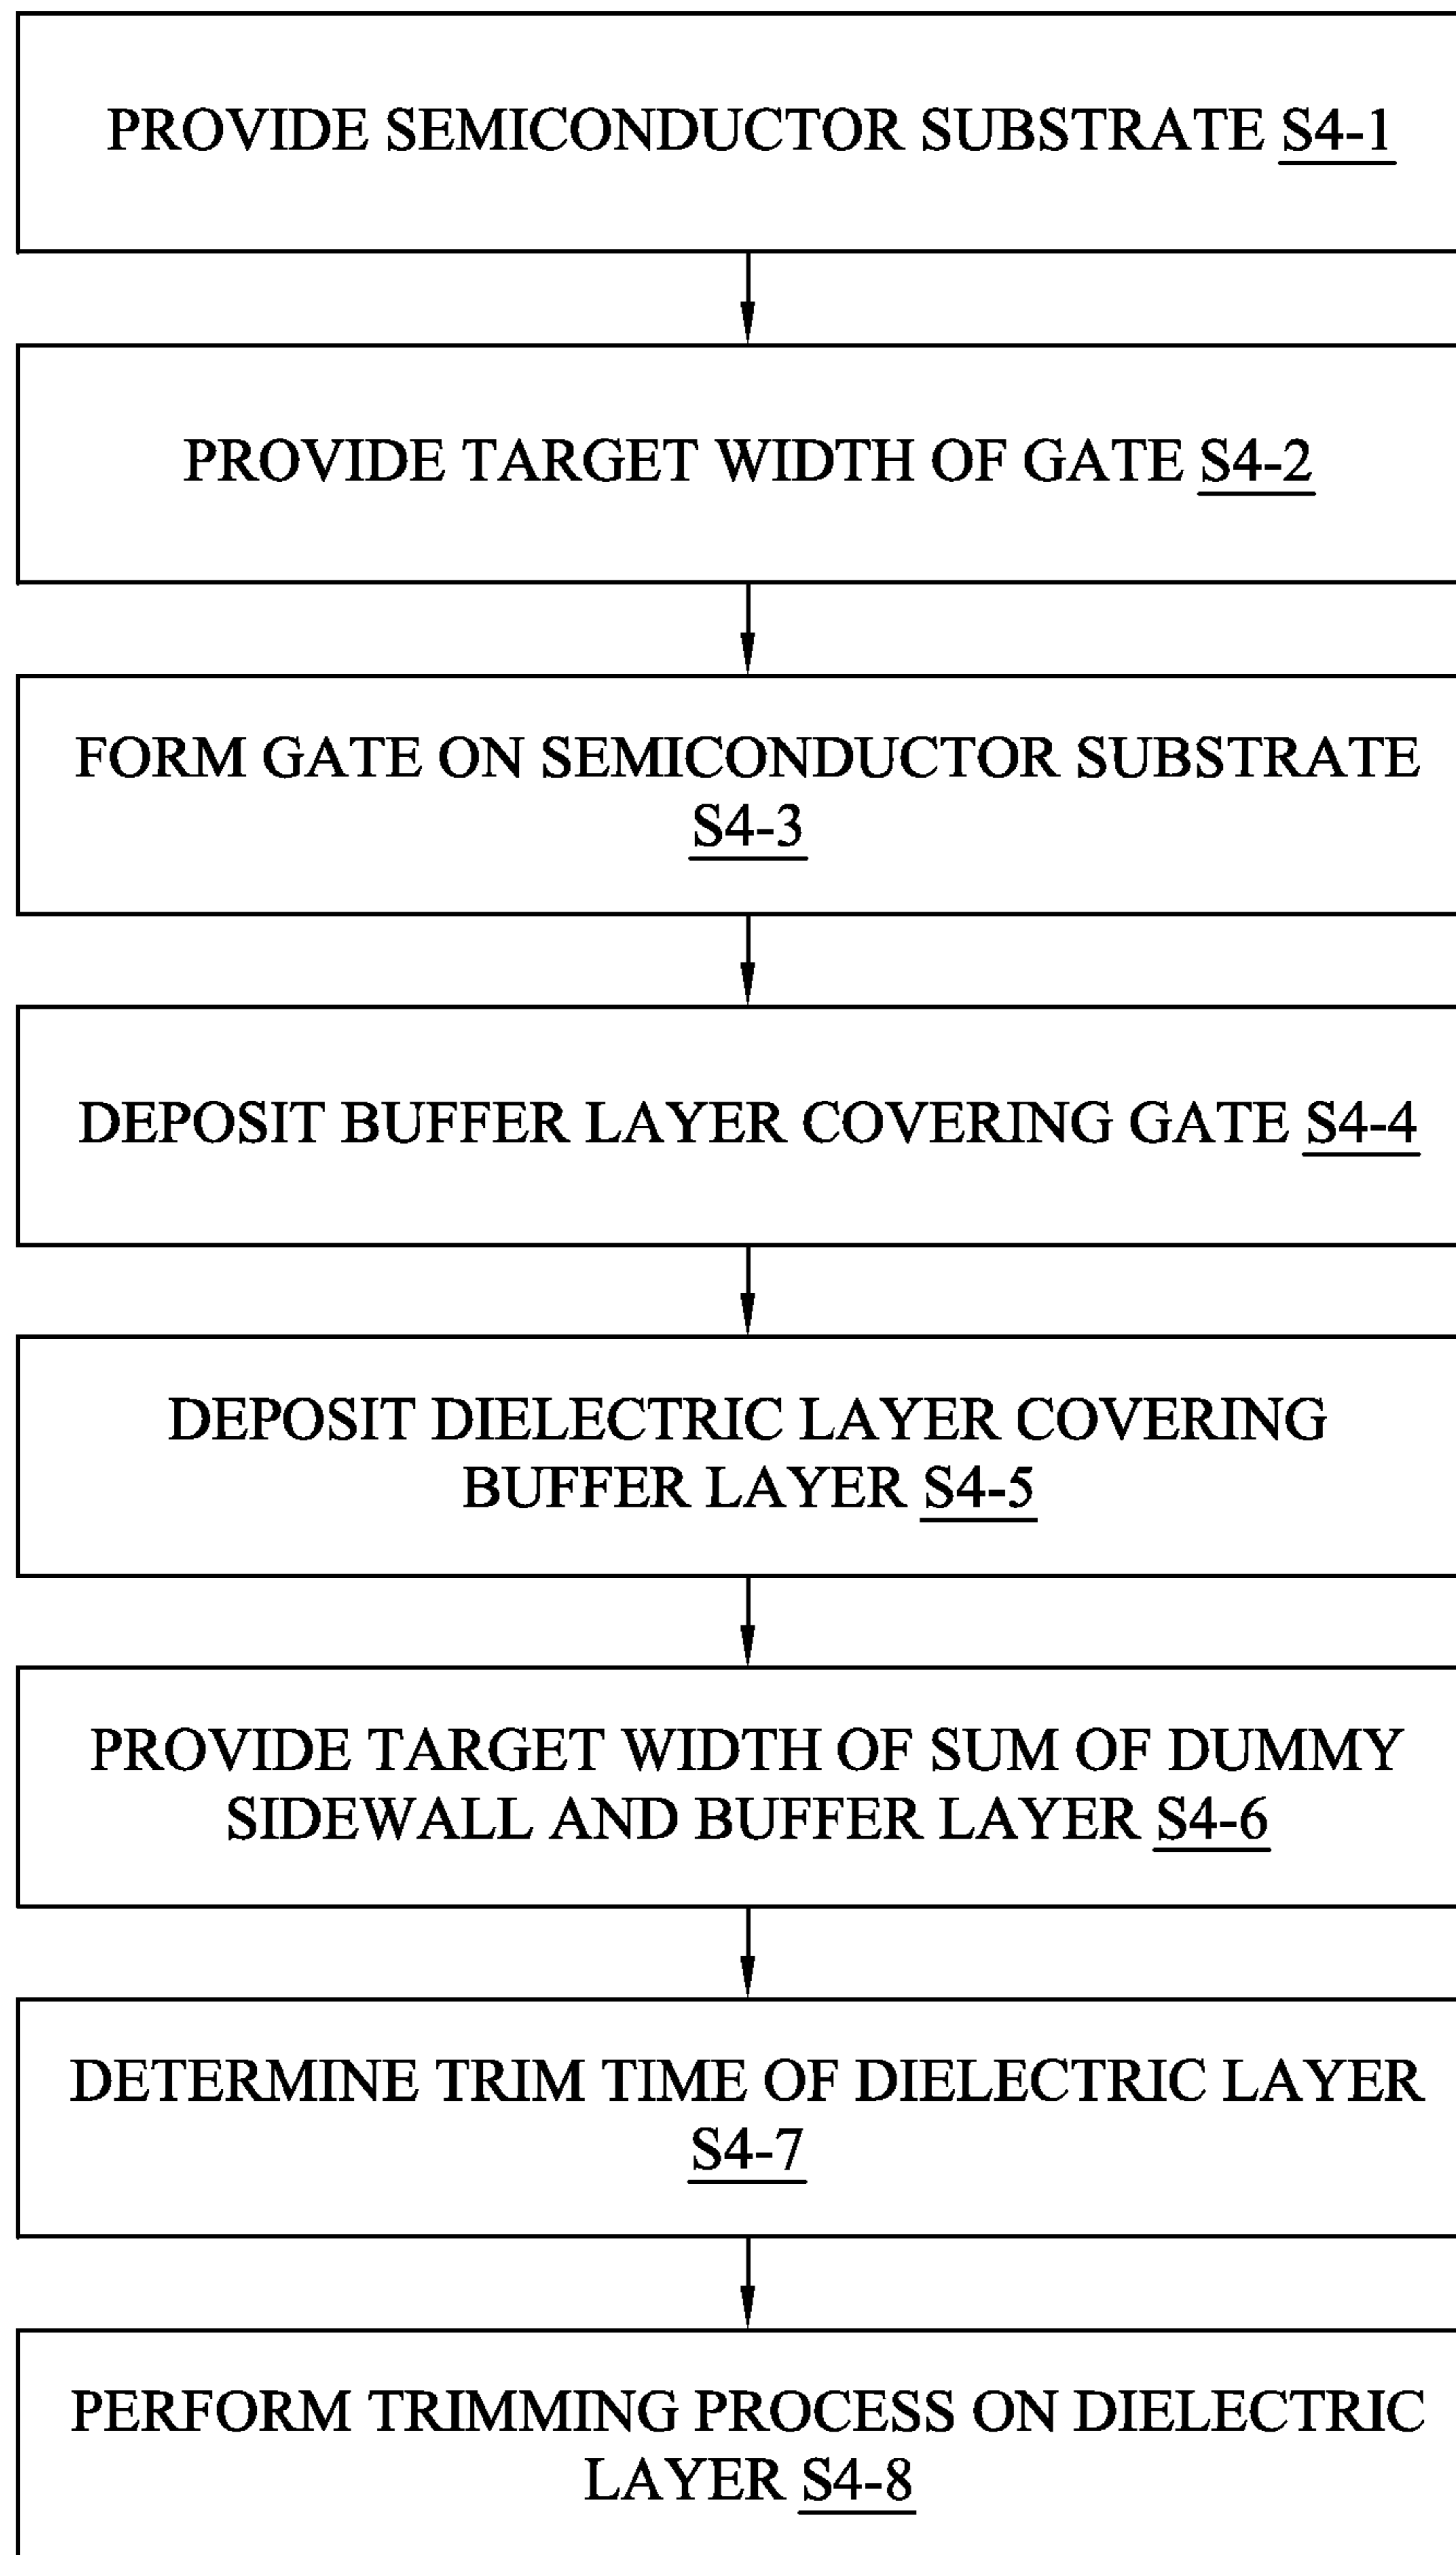 PROVIDE SEMICONDUCTOR SUBSTRATE S4-1
PROVIDE TARGET WIDTH OF GATE S4-2
FORM GATE ON SEMICONDUCTOR SUBSTRATE
S4-3
DEPOSIT BUFFER LAYER COVERING GATE S4-4
DEPOSIT DIELECTRIC LAYER COVERING
BUFFER LAYER S4-5
PROVIDE TARGET WIDTH OF SUM OF DUMMY
SIDEWALL AND BUFFER LAYER S4-6
DETERMINE TRIM TIME OF DIELECTRIC LAYER
S4-7
PERFORM TRIMMING PROCESS ON DIELECTRIC
LAYER S4-8